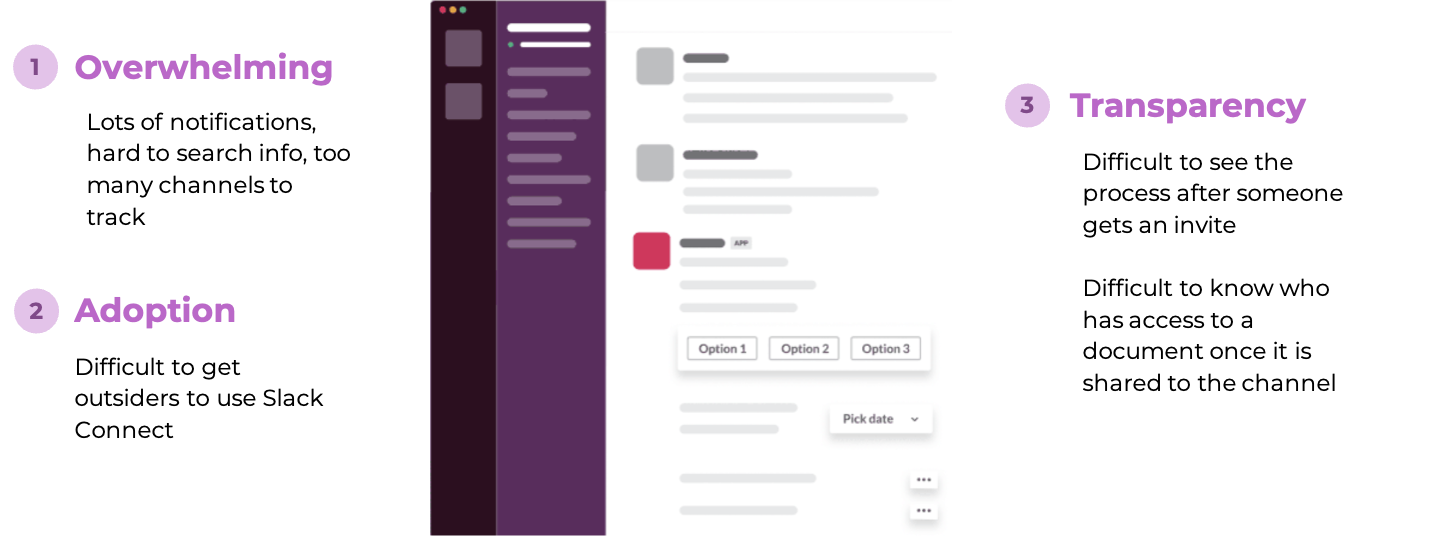 1 Overwhelming
Lots of notifications,
hard to search info, too
many channels to
track
2 Adoption
Difficult to get
outsiders to use Slack
Connect
APP
Option 1 Option 2 Option 3
Pick date
3 Transparency
Difficult to see the
process after someone
gets an invite
Difficult to know who
has access to a
document once it is
shared to the channel